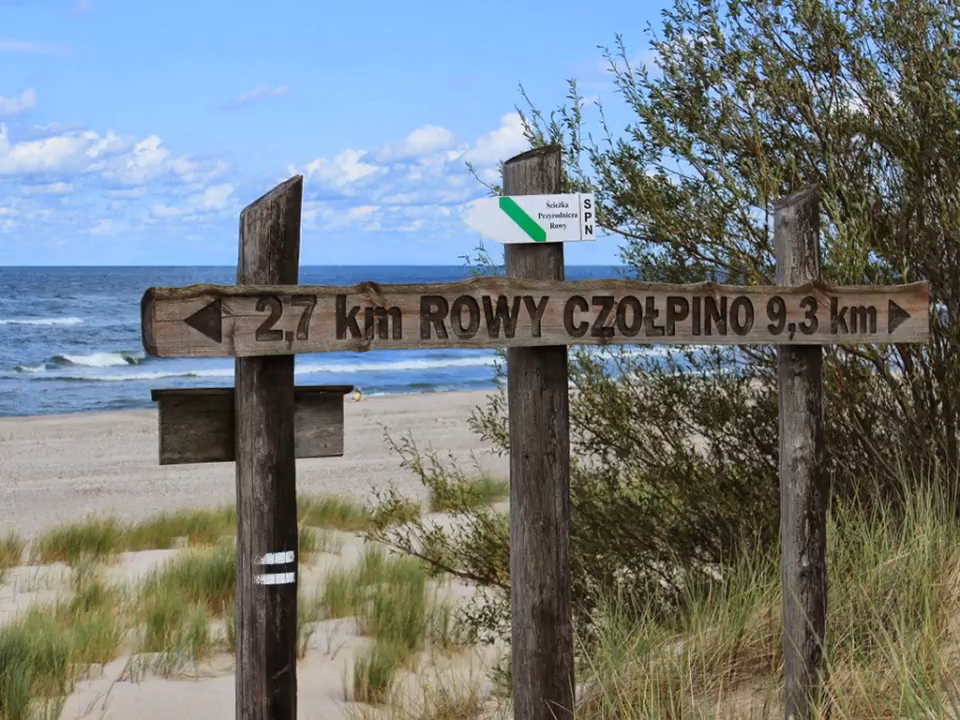 Ścieżka
Przyrodnicza
Rowy
SPN
2,7 km ROWY CZOŁPINO 9,3 km